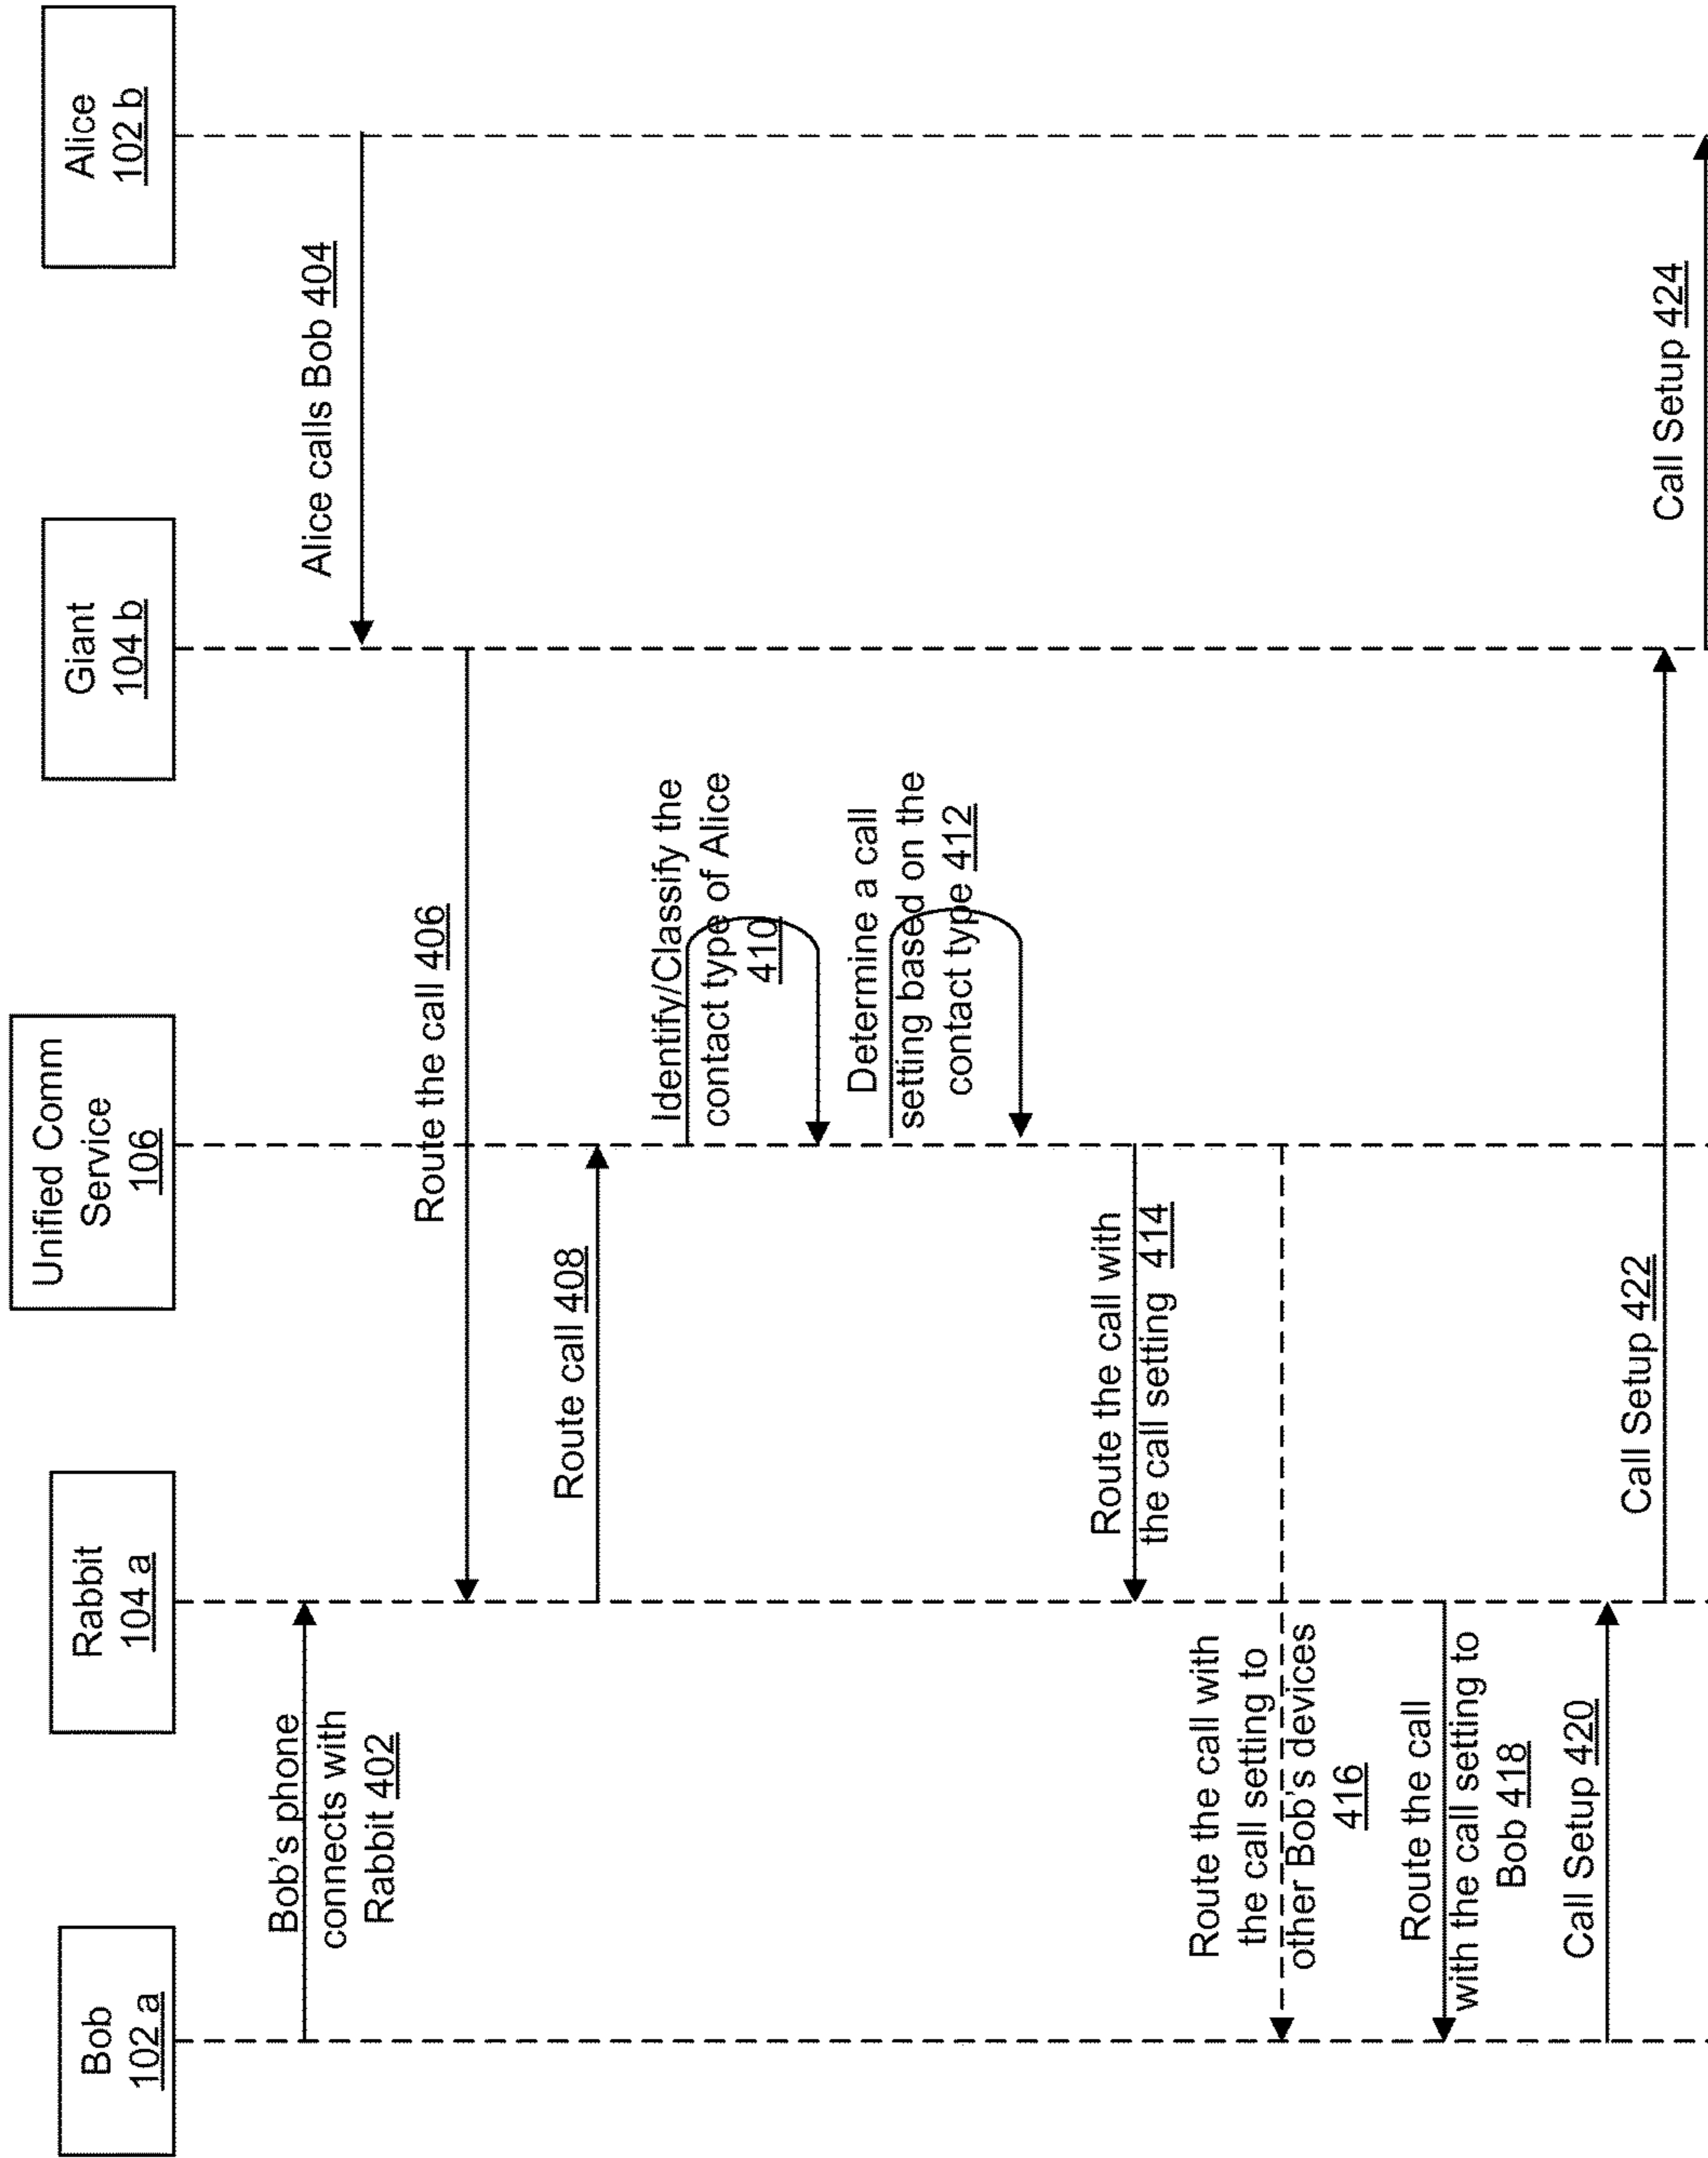 Bob
102 a
Rabbit
104 a
Unified Comm
Service
106
Giant
104 b
Alice
102 b
Bob's phone
connects with
Rabbit 402
Alice calls Bob 404
Route the call 406
Route call 408
Identify/Classify the
contact type of Alice
410
Determine a call
setting based on the
contact type 412
Route the call with
the call setting 414
Route the call with
the call setting to
other Bob's devices
416
Route the call
with the call setting to
Bob 418
Call Setup 420
Call Setup 422
Call Setup 424